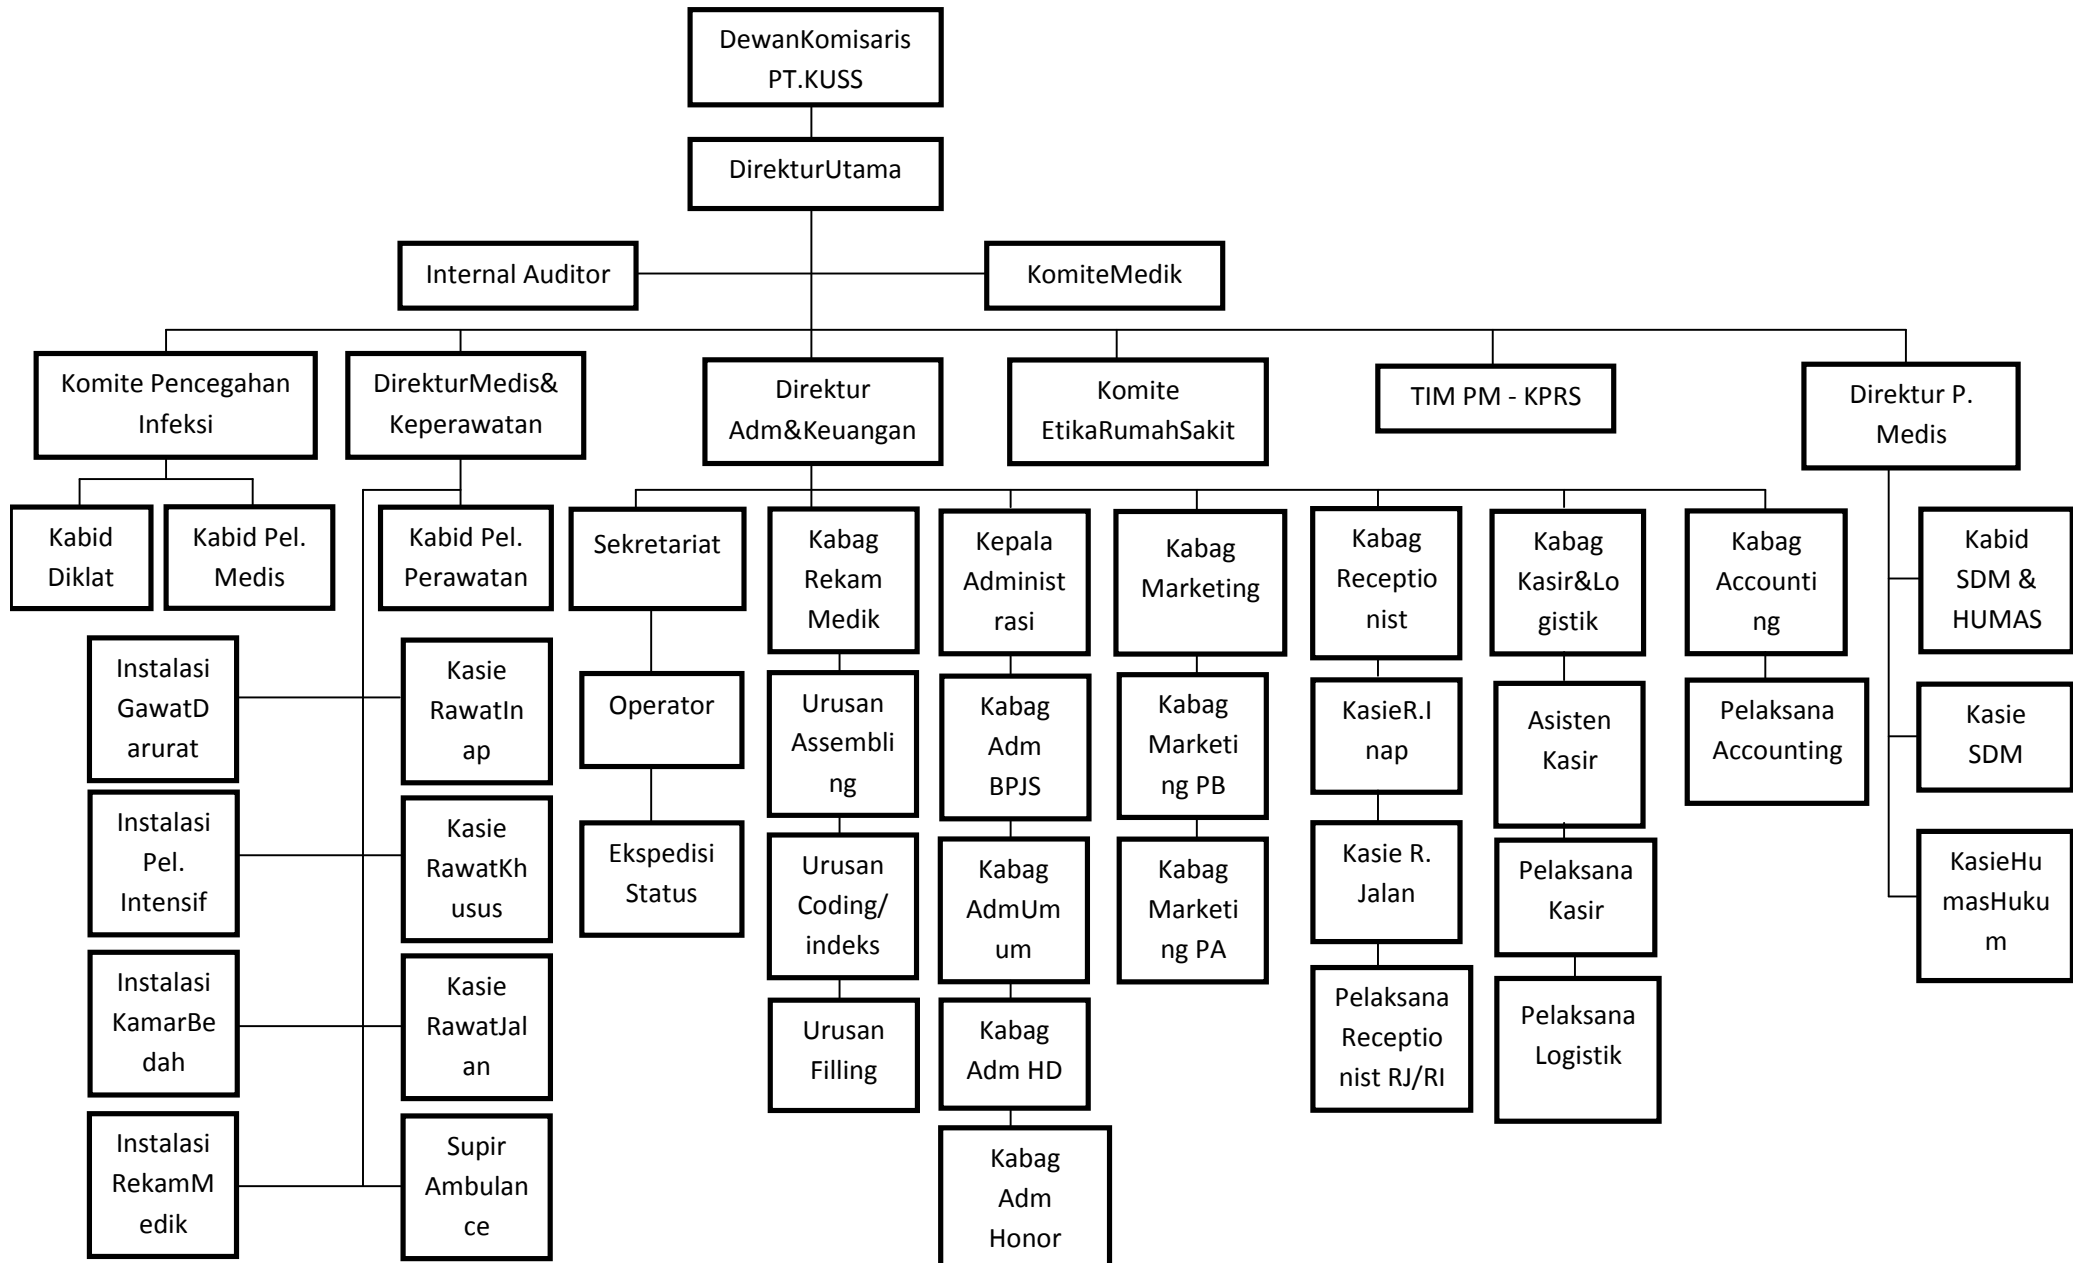 DewanKomisaris
PT.KUSS
DirekturUtama
Internal Auditor
KomiteMedik
Komite Pencegahan
Infeksi
DirekturMedis&
Keperawatan
Direktur
Adm&Keuangan
Komite
EtikaRumahSakit
TIM PM - KPRS
Direktur P.
Medis
Kabid
Diklat
Kabid Pel.
Medis
Kabid Pel.
Perawatan
Sekretariat
Kabag
Rekam
Medik
Kepala
Administ
rasi
Kabag
Marketing
Kabag
Receptio
nist
Kabag
Kasir&Lo
gistik
Kabag
Accounti
ng
Kabid
SDM &
HUMAS
Instalasi
GawatD
arurat
Kasie
RawatIn
ap
Operator
Urusan
Assembli
ng
Kabag
Adm
BPJS
Kabag
Marketi
ng PB
KasieR.I
nap
Asisten
Kasir
Pelaksana
Accounting
Kasie
SDM
Instalasi
Pel.
Intensif
Kasie
RawatKh
usus
Ekspedisi
Status
Urusan
Coding/
indeks
Kabag
AdmUm
um
Kabag
Marketi
ng PA
Kasie R.
Jalan
Pelaksana
Kasir
KasieHu
masHuku
m
Instalasi
KamarBe
dah
Kasie
RawatJal
an
Urusan
Filling
Kabag
Adm HD
Pelaksana
Receptio
nist RJ/RI
Pelaksana
Logistik
Instalasi
RekamM
edik
Supir
Ambulan
ce
Kabag
Adm
Honor